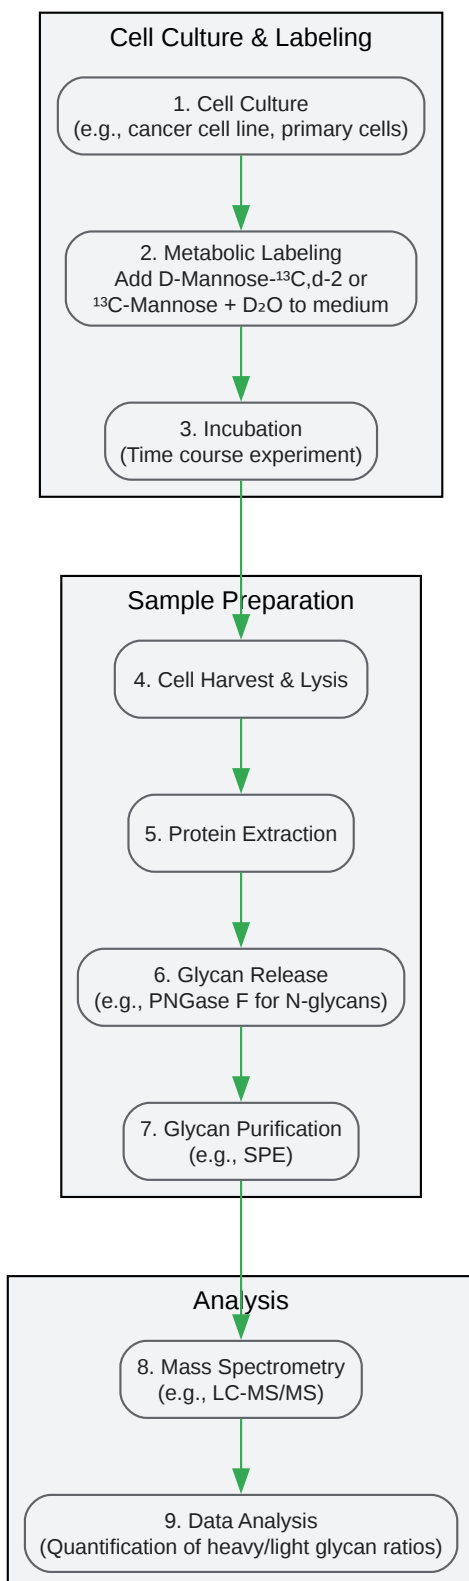 Cell Culture & Labeling
1. Cell Culture
(e.g., cancer cell line, primary cells)
2. Metabolic Labeling
Add D-Mannose-¹³C,d-2 or
¹³C-Mannose + D₂O to medium
3. Incubation
(Time course experiment)
Sample Preparation
4. Cell Harvest & Lysis
5. Protein Extraction
6. Glycan Release
(e.g., PNGase F for N-glycans)
7. Glycan Purification
(e.g., SPE)
Analysis
8. Mass Spectrometry
(e.g., LC-MS/MS)
9. Data Analysis
(Quantification of heavy/light glycan ratios)